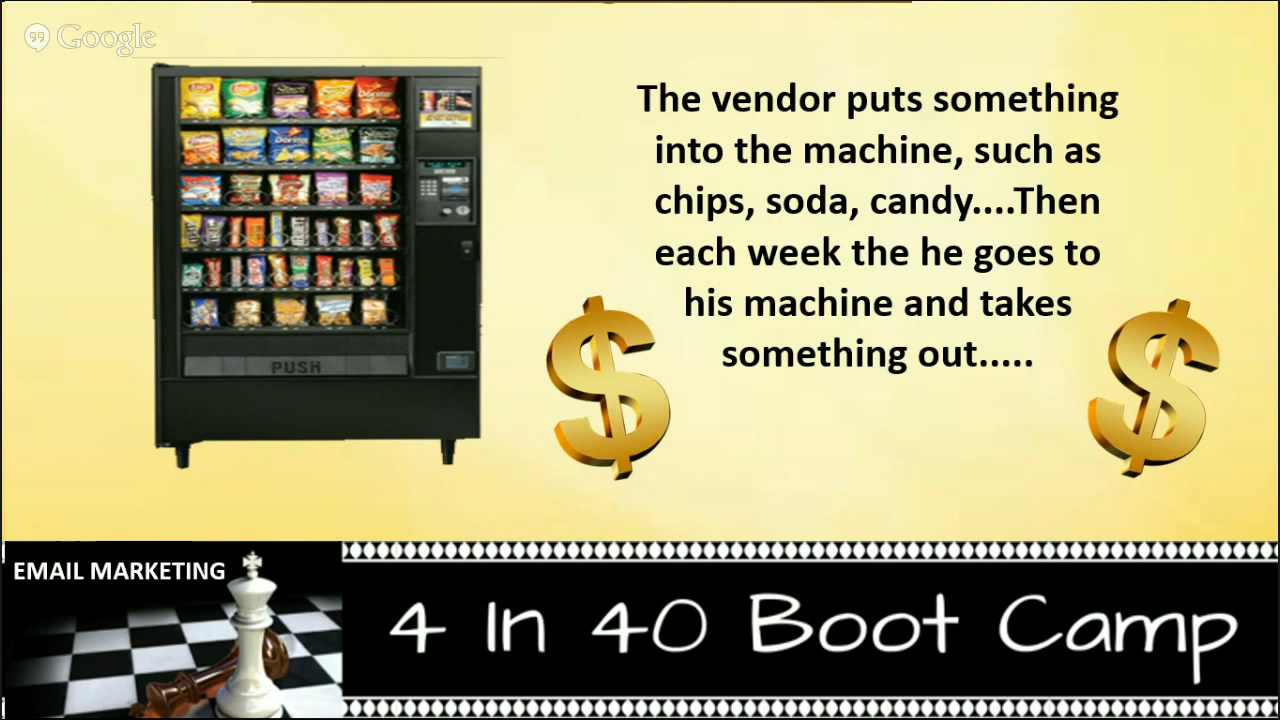 Google
The vendor puts something
into the machine, such as
chips, soda, candy....Then
each week the he goes to
his machine and takes
something out.....
PUSH
EMAIL MARKETING
4 In 40 Boot Camp